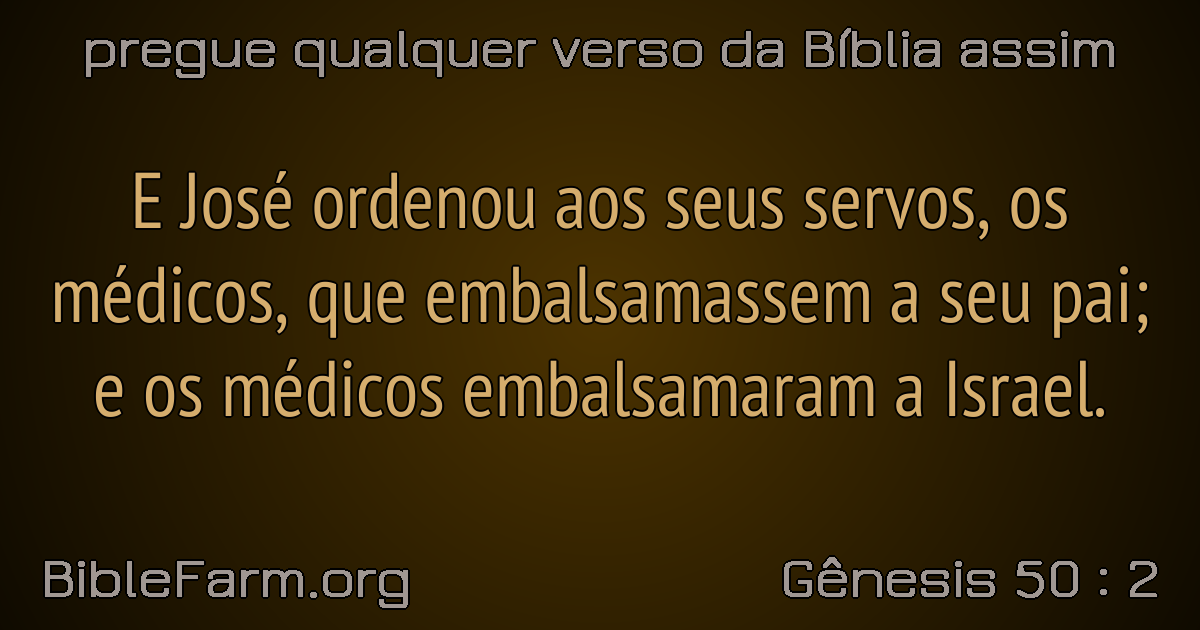 pregue qualquer verso da Bíblia assim
E José ordenou aos seus servos, os
médicos, que embalsamassem a seu pai;
e os médicos embalsamaram a Israel.
BibleFarm.org
Gênesis 50 : 2